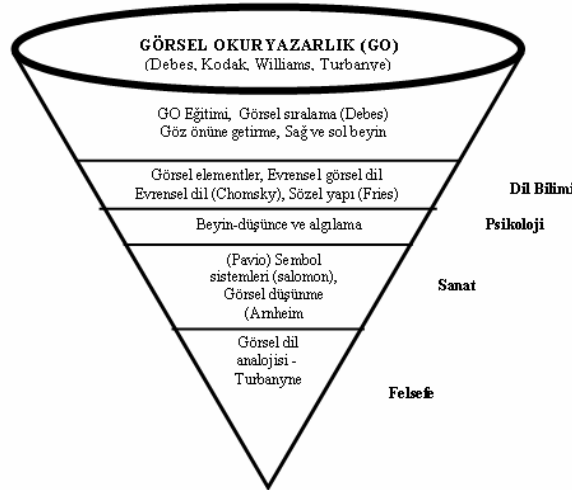 GÖRSEL OKURYAZARLIK (GO)
(Debes, Kodak, Williams, Turbanye)
GO Eğitimi, Görsel sıralama (Debes)
Göz önüne getirme, Sağ ve sol beyin
Görsel elementler, Evrensel görsel dil
Evrensel dil (Chomsky), Sözel yapı (Fries)
Dil Bilimi
Beyin-düşünce ve algılama
Psikoloji
(Pavio) Sembol
sistemleri (salomon),
Görsel düşünme
(Arnheim
Sanat
Görsel dil
analojisi -
Turbanyne
Felsefe